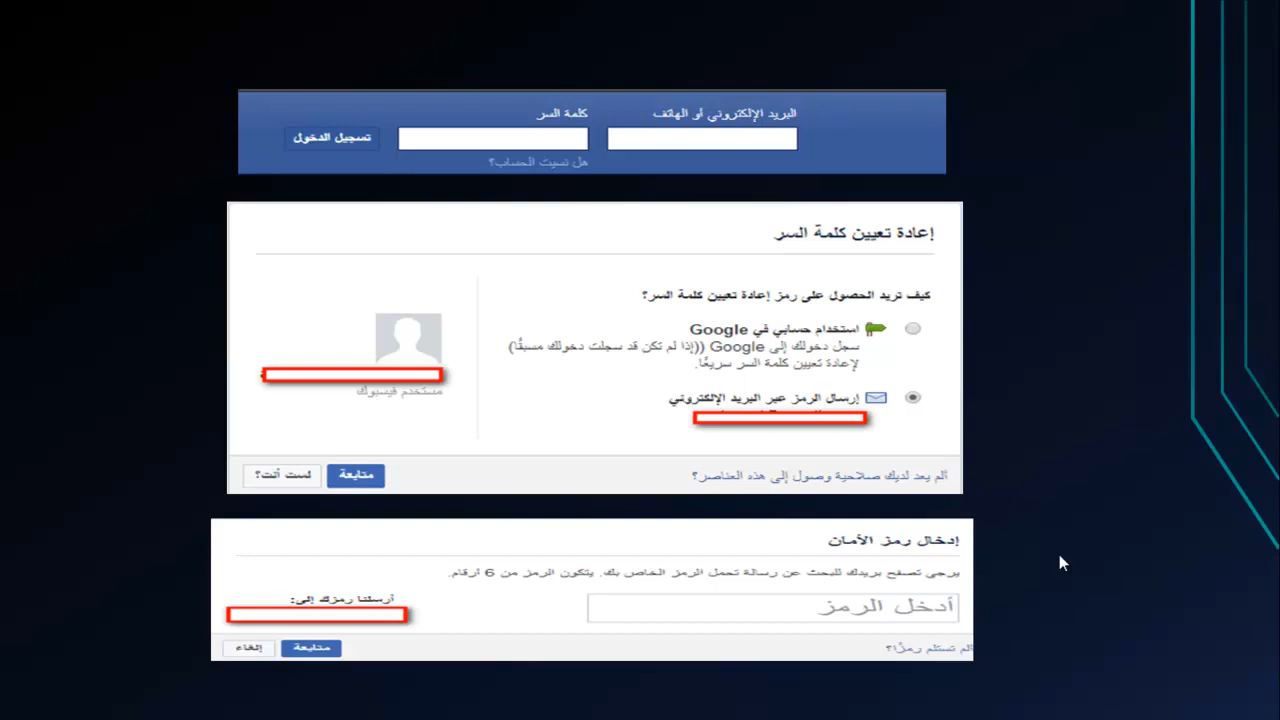 البريد الإلكتروني أو الهاتف
كلمة السر
تسجيل الدخول
هل نسيت الحساب؟
إعادة تعيين كلمة السر
كيف تريد الحصول على رمز إعادة تعيين كلمة السر؟
استخدام حسابي في Google
سجل دخولك إلى Google ((إذا لم تكن قد سجلت دخولك مسبقًا)
لإعادة تعيين كلمة السر سريعًا.
إرسال الرمز عبر البريد الإلكتروني
مستخدم فيسبوك
ألم يعد لديك صلاحية وصول إلى هذه العناصر؟
متابعة
لست أنت؟
إدخال رمز الأمان
يرجى تصفح بريدك للبحث عن رسالة تحمل الرمز الخاص بك. يتكون الرمز من 6 أرقام.
أدخل الرمز
أرسلنا رمزك إلى:
ألم تستلم رمزًا؟
متابعة
إلغاء